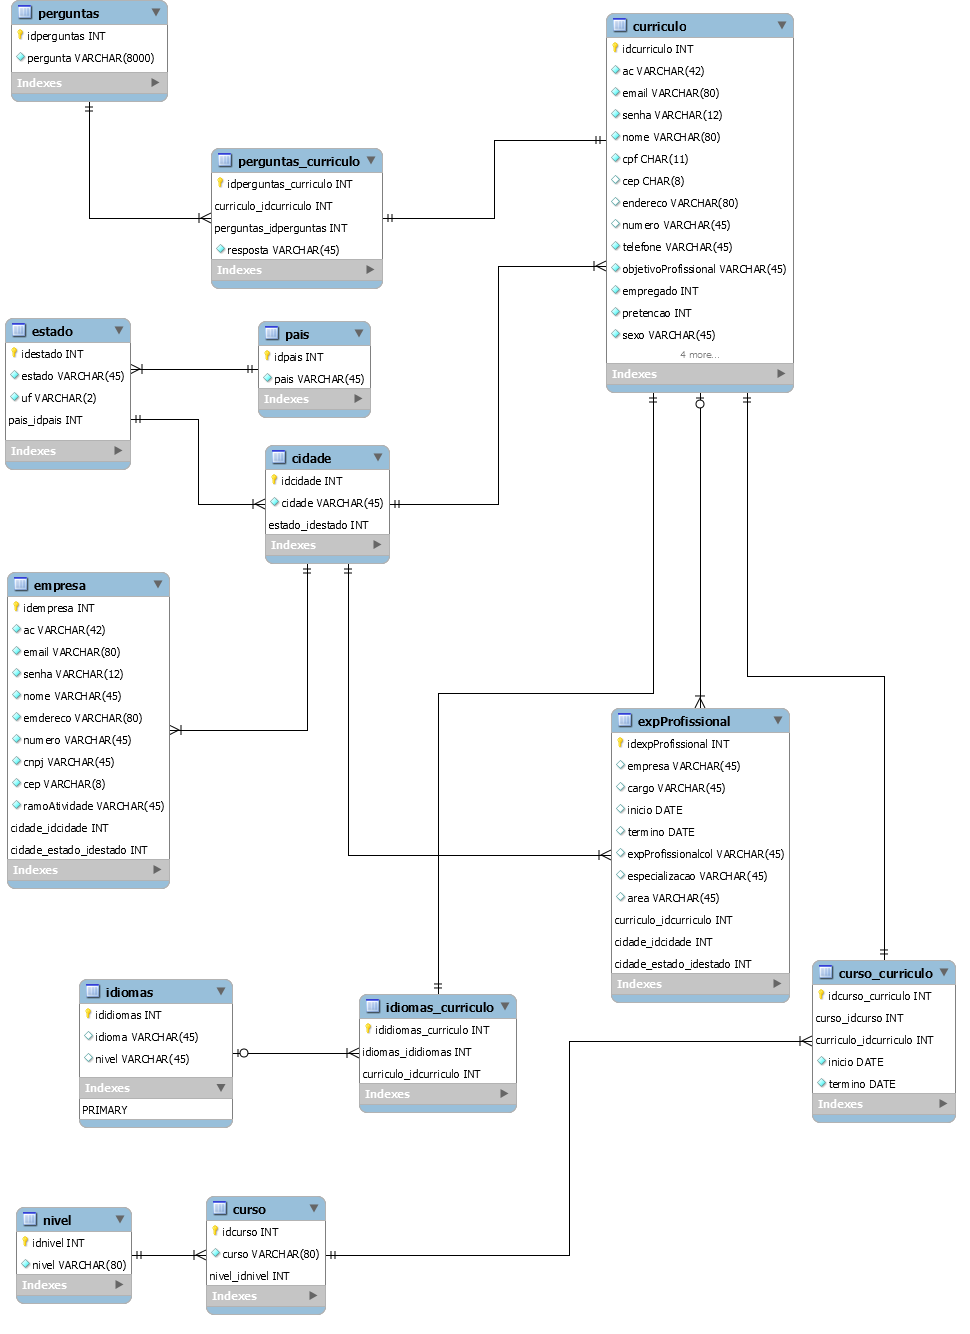 perguntas
idperguntas INT
pergunta VARCHAR(8000)
Indexes
curriculo
idcurriculo INT
ac VARCHAR(42)
email VARCHAR(80)
senha VARCHAR(12)
nome VARCHAR(80)
cpf CHAR(11)
cep CHAR(8)
endereco VARCHAR(80)
numero VARCHAR(45)
telefone VARCHAR(45)
objetivoProfissional VARCHAR(45)
empregado INT
pretencao INT
sexo VARCHAR(45)
4 more...
Indexes
perguntas_curriculo
idperguntas_curriculo INT
curriculo_idcurriculo INT
perguntas_idperguntas INT
resposta VARCHAR(45)
Indexes
estado
idestado INT
estado VARCHAR(45)
uf VARCHAR(2)
pais_idpais INT
Indexes
pais
idpais INT
pais VARCHAR(45)
Indexes
cidade
idcidade INT
cidade VARCHAR(45)
estado_idestado INT
Indexes
empresa
idempresa INT
ac VARCHAR(42)
email VARCHAR(80)
senha VARCHAR(12)
nome VARCHAR(45)
emdereco VARCHAR(80)
numero VARCHAR(45)
cnpj VARCHAR(45)
cep VARCHAR(8)
ramoAtividade VARCHAR(45)
cidade_idcidade INT
cidade_estado_idestado INT
Indexes
expProfissional
idexpProfissional INT
empresa VARCHAR(45)
cargo VARCHAR(45)
inicio DATE
termino DATE
expProfissionalcol VARCHAR(45)
especializacao VARCHAR(45)
area VARCHAR(45)
curriculo_idcurriculo INT
cidade_idcidade INT
cidade_estado_idestado INT
Indexes
idiomas
ididiomas INT
idioma VARCHAR(45)
nivel VARCHAR(45)
Indexes
PRIMARY
idiomas_curriculo
ididiomas_curriculo INT
idiomas_ididiomas INT
curriculo_idcurriculo INT
Indexes
curso_curriculo
idcurso_curriculo INT
curso_idcurso INT
curriculo_idcurriculo INT
inicio DATE
termino DATE
Indexes
nivel
idnivel INT
nivel VARCHAR(80)
Indexes
curso
idcurso INT
curso VARCHAR(80)
nivel_idnivel INT
Indexes